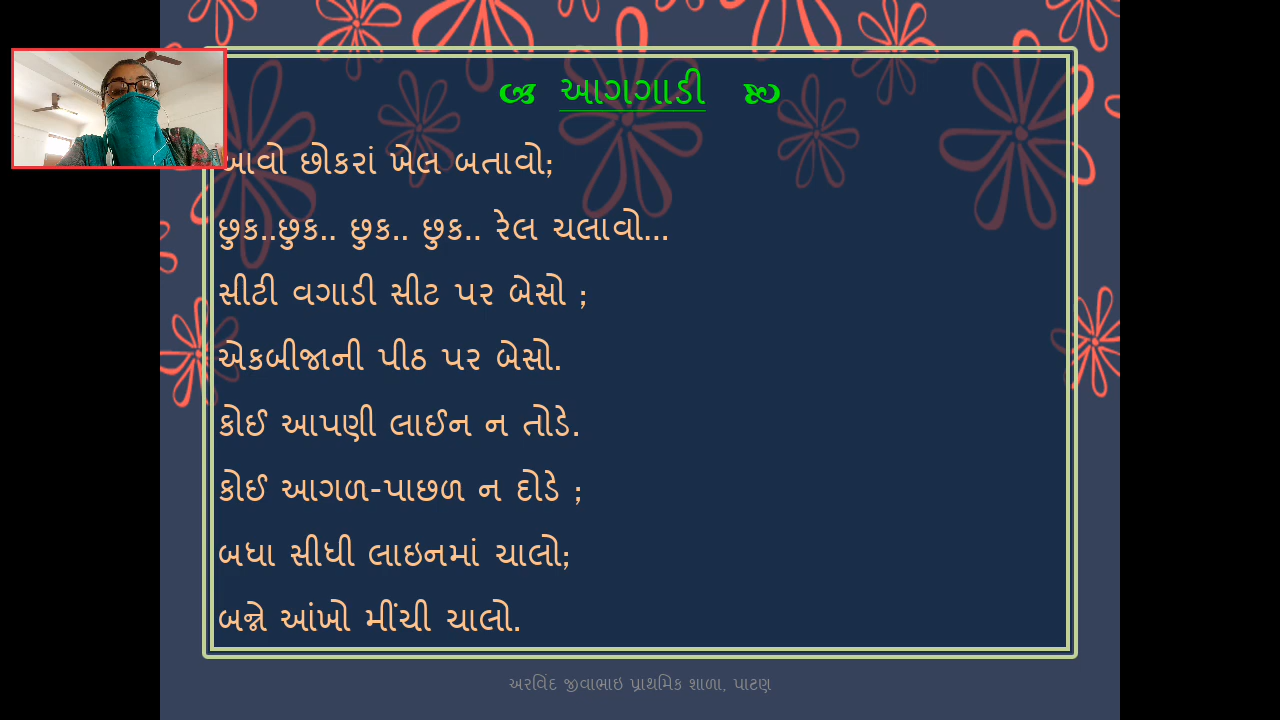 આગગાડી
આવો છોકરાં ખેલ બતાવો;
છુક..છુક.. છુક.. છુક.. રેલ ચલાવો...
સીટી વગાડી સીટ પર બેસો ;
એકબીજાની પીઠ પર બેસો.
કોઈ આપણી લાઈન ન તોડે.
કોઈ આગળ-પાછળ ન દોડે ;
બધા સીધી લાઇનમાં ચાલો;
બન્ને આંખો મીંચી ચાલો.
અરવિંદ જીવાભાઇ પ્રાથમિક શાળા, પાટણ